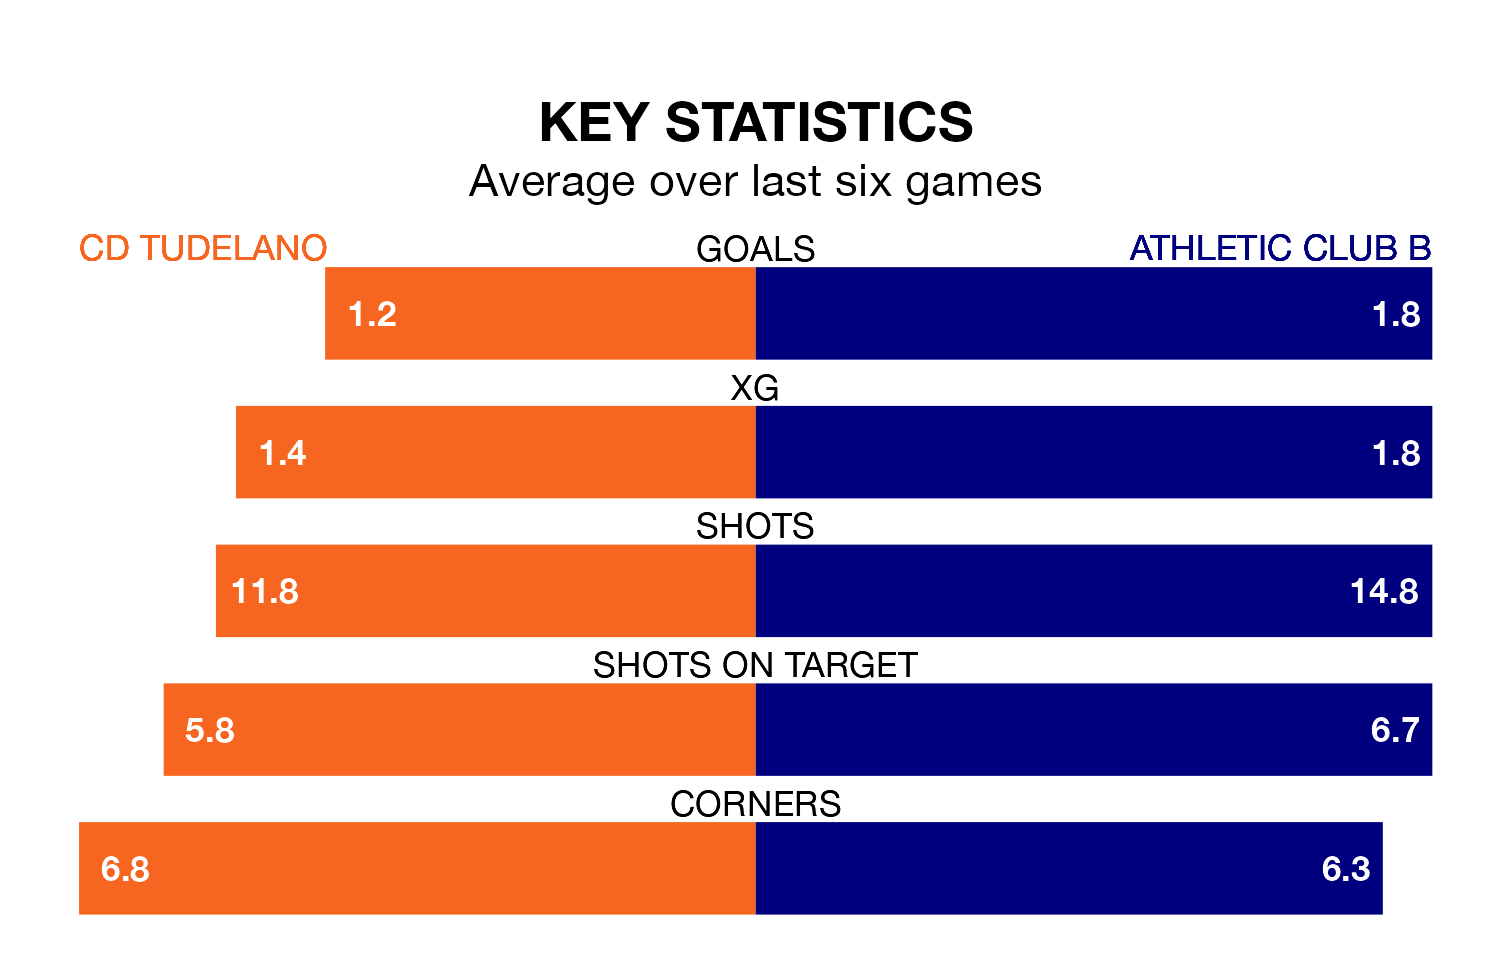 KEY STATISTICS
Average over last six games
CD TUDELANO GOALS ATHLETIC CLUB B
1.2 1.8
XG
1.4 1.8
SHOTS
11.8 14.8
SHOTS ON TARGET
5.8 6.7
CORNERS
6.8 6.3